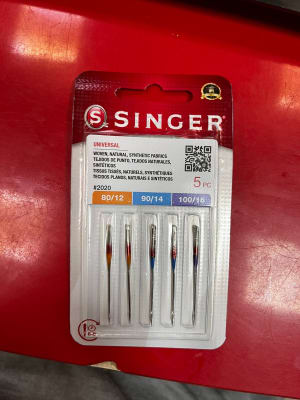 SINGER
UNIVERSAL
WOVEN, NATURAL, SYNTHETIC FABRICS
TEJIDOS DE PUNTO, TEJIDOS NATURALES,
SINTÉTICOS
TISSUS TISSÉS, NATURELS, SYNTHÉTIQUES
TECIDOS PLANOS, NATURAIS E SINTÉTICOS
5 PC
#2020
80/12 90/14 100/16